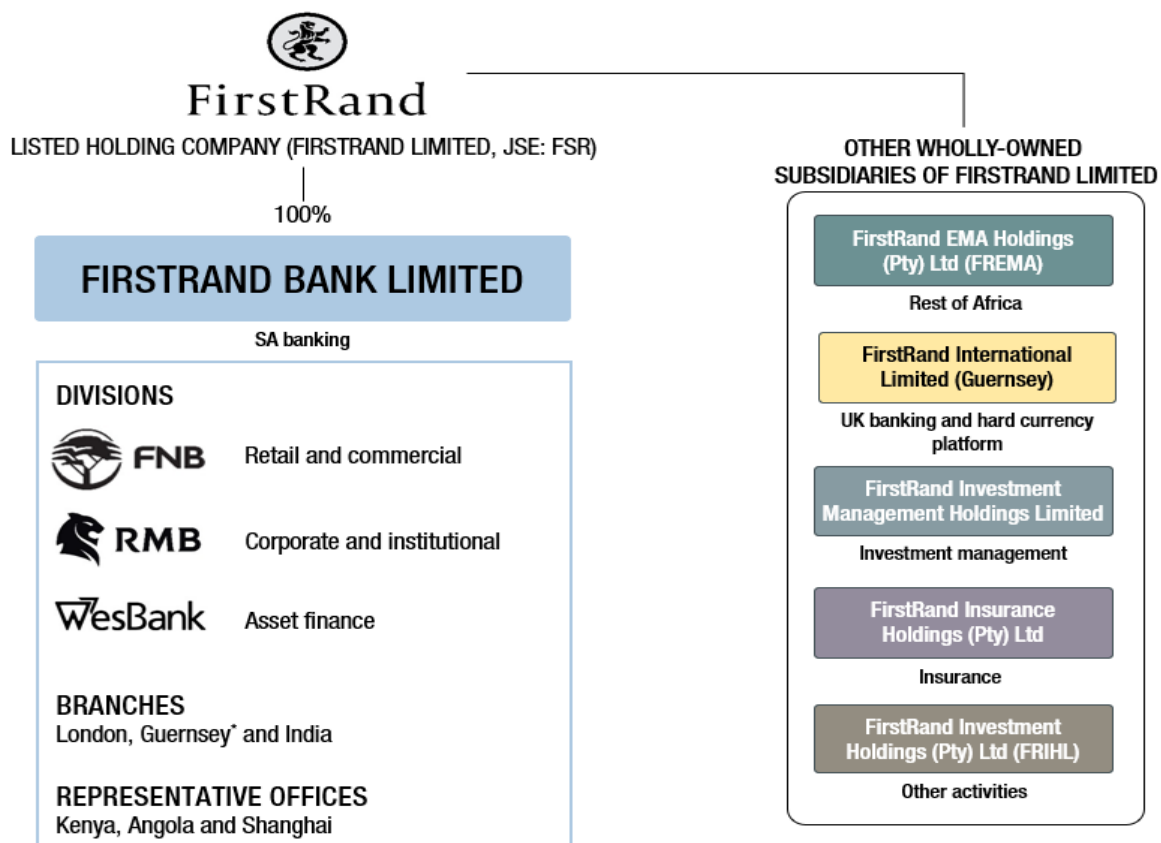 FirstRand
LISTED HOLDING COMPANY (FIRSTRAND LIMITED, JSE: FSR)
100%
FIRSTRAND BANK LIMITED
SA banking
DIVISIONS
FNB Retail and commercial
RMB Corporate and institutional
WesBank Asset finance
BRANCHES
London, Guernsey* and India
REPRESENTATIVE OFFICES
Kenya, Angola and Shanghai
OTHER WHOLLY-OWNED
SUBSIDIARIES OF FIRSTRAND LIMITED
FirstRand EMA Holdings
(Pty) Ltd (FREMA)
Rest of Africa
FirstRand International
Limited (Guernsey)
UK banking and hard currency
platform
FirstRand Investment
Management Holdings Limited
Investment management
FirstRand Insurance
Holdings (Pty) Ltd
Insurance
FirstRand Investment
Holdings (Pty) Ltd (FRIHL)
Other activities